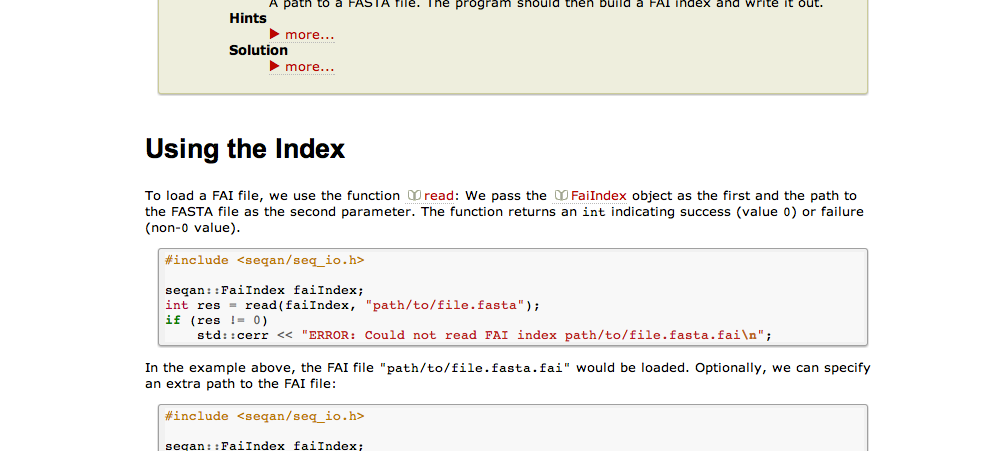 A path to a FASTA file. The program should then build a FAI index and write it out.
Hints
more...
Solution
more...
Using the Index
To load a FAI file, we use the function read: We pass the FaiIndex object as the first and the path to
the FASTA file as the second parameter. The function returns an int indicating success (value 0) or failure
(non-0 value).
#include <seqan/seq_io.h>
seqan::FaiIndex faiIndex;
int res = read(faiIndex, "path/to/file.fasta");
if (res != 0)
    std::cerr << "ERROR: Could not read FAI index path/to/file.fasta.fai\n";
In the example above, the FAI file "path/to/file.fasta.fai" would be loaded. Optionally, we can specify
an extra path to the FAI file:
#include <seqan/seq_io.h>
seqan::FaiIndex faiIndex;